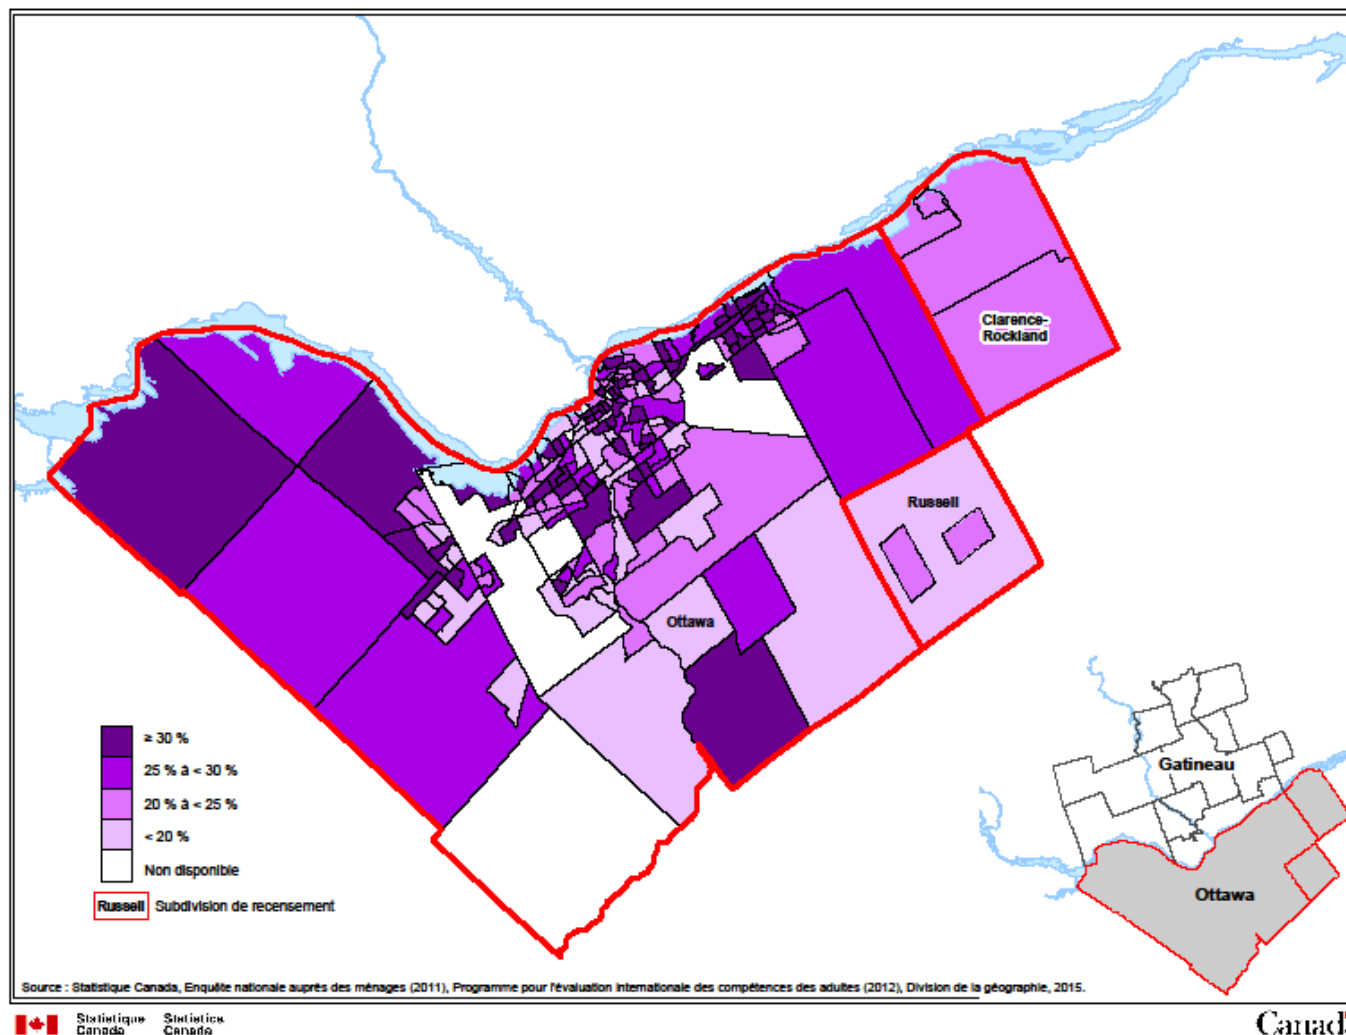 Clarence-
Rockland
Russell
Ottawa
≥ 30 %
25 % à < 30 %
20 % à < 25 %
< 20 %
Non disponible
Russell Subdivision de recensement
Gatineau
Ottawa
Source : Statistique Canada, Enquête nationale auprès des ménages (2011), Programme pour l'évaluation internationale des compétences des adultes (2012), Division de la géographie, 2015.
Statistique Statistics
Canada Canada
Canad